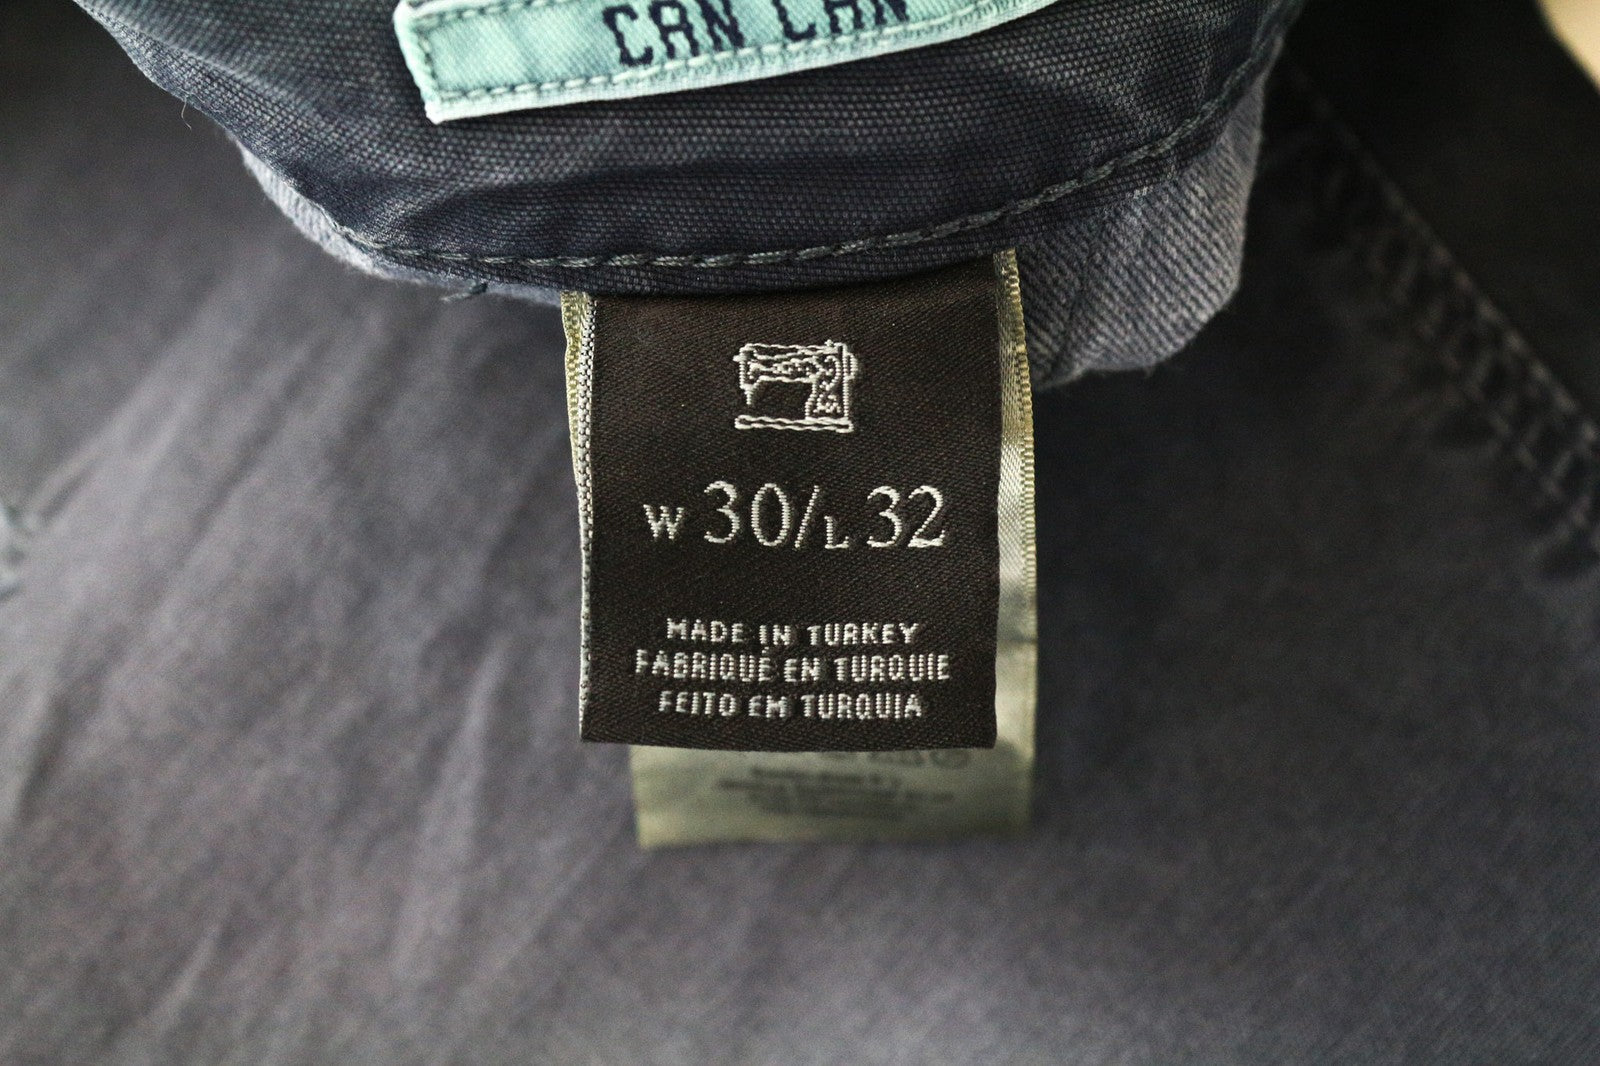 CAN CAN
W 30/L 32
MADE IN TURKEY
FABRIQUÉ EN TURQUIE
FEITO EM TURQUIA